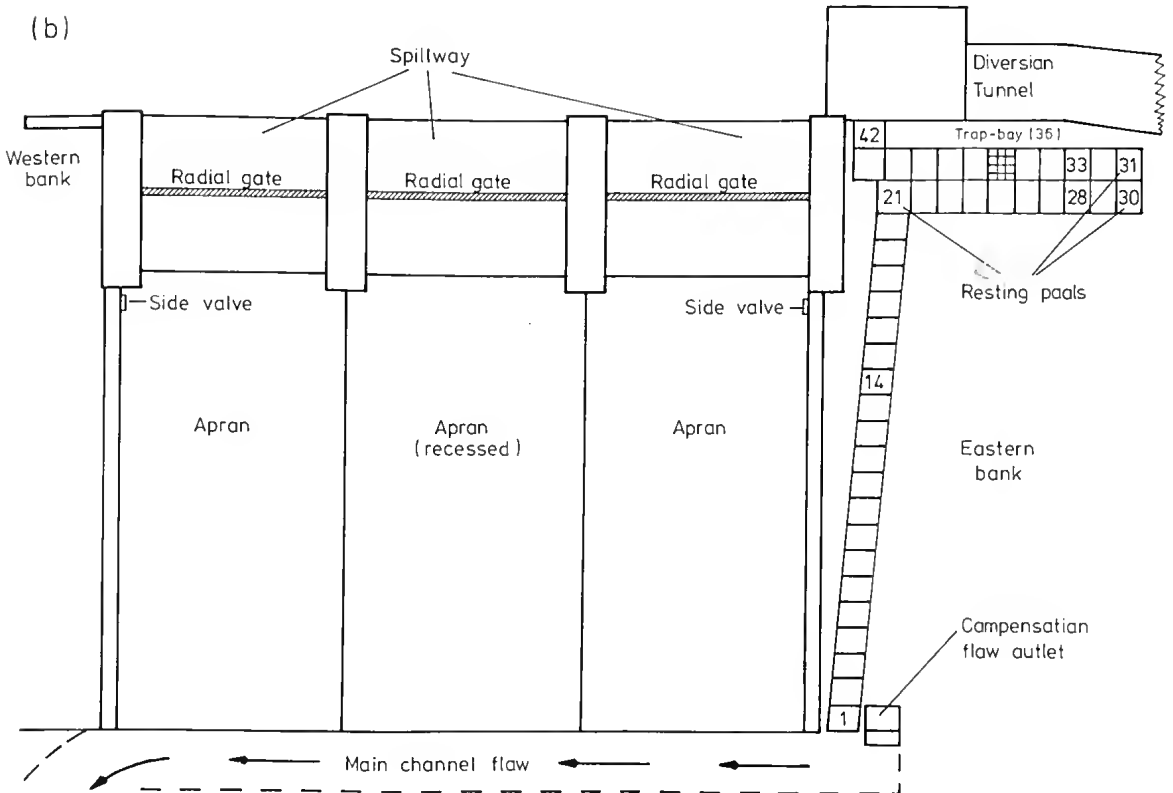 (b)
Spillway
Diversian
Tunnel
Western
bank
Radial gate
Radial gate
Radial gate
42
Trap-bay (36)
33
31
21
28
30
Resting paals
Side valve
Side valve
14
Apran
Apran
(recessed)
Apran
Eastern
bank
Campensatian
flaw autlet
1
Main channel flaw